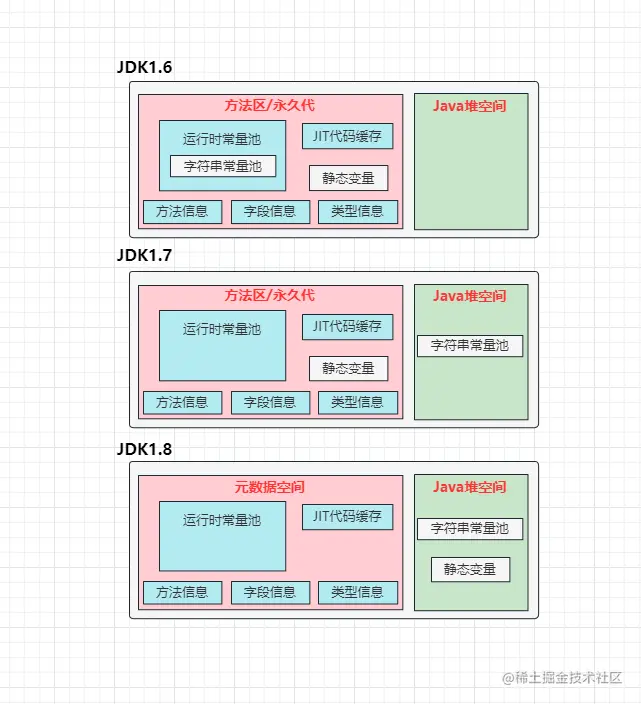 JDK1.6
方法区/永久代
Java堆空间
运行时常量池
JIT代码缓存
字符串常量池
静态变量
方法信息
字段信息
类型信息
JDK1.7
方法区/永久代
Java堆空间
运行时常量池
JIT代码缓存
字符串常量池
静态变量
方法信息
字段信息
类型信息
JDK1.8
元数据空间
Java堆空间
运行时常量池
JIT代码缓存
字符串常量池
静态变量
方法信息
字段信息
类型信息
@稀土掘金技术社区